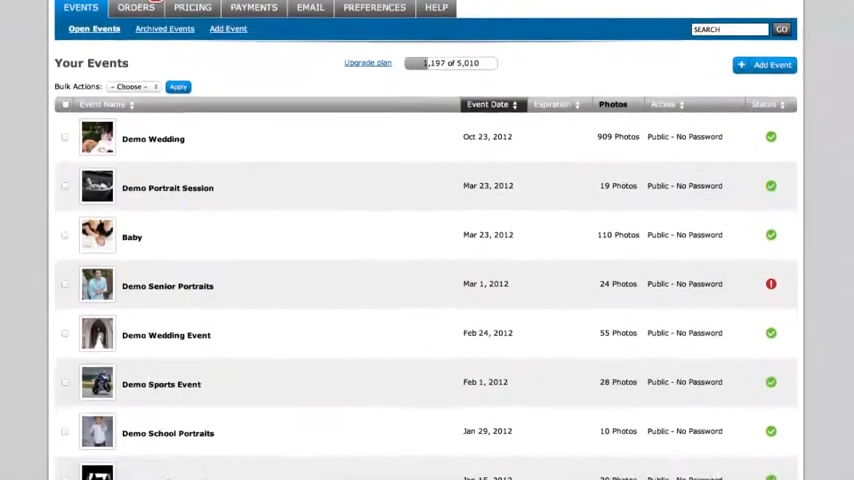 EVENTS ORDERS PRICING PAYMENTS EMAIL PREFERENCES HELP
Open Events Archived Events Add Event SEARCH GO
Your Events Upgrade plan 1,197 of 5,010 + Add Event
Bulk Actions: - Choose - Apply
Event Name Event Date Expiration Photos Access Status
Demo Wedding Oct 23, 2012 909 Photos Public - No Password
Demo Portrait Session Mar 23, 2012 19 Photos Public - No Password
Baby Mar 23, 2012 110 Photos Public - No Password
Demo Senior Portraits Mar 1, 2012 24 Photos Public - No Password !
Demo Wedding Event Feb 24, 2012 55 Photos Public - No Password
Demo Sports Event Feb 1, 2012 28 Photos Public - No Password
Demo School Portraits Jan 29, 2012 10 Photos Public - No Password